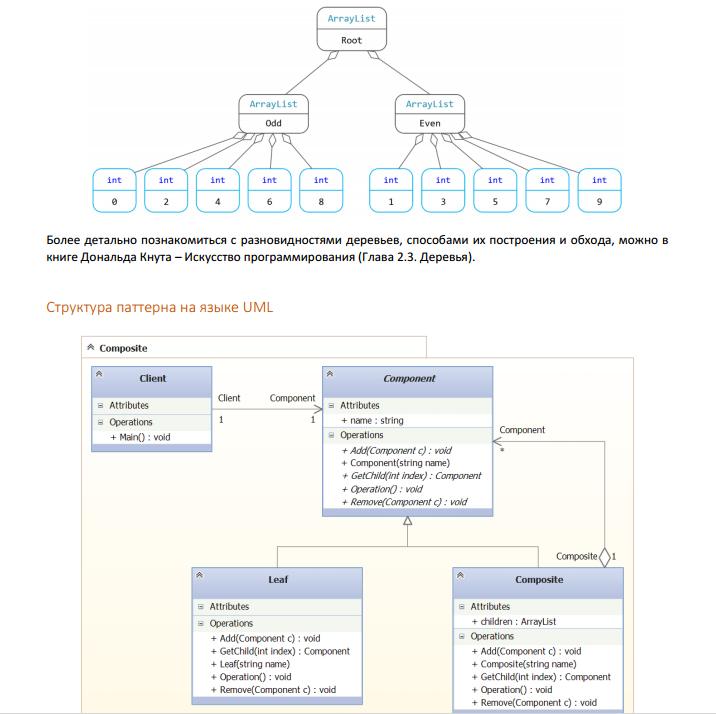 ArrayList
Root
ArrayList
Odd
ArrayList
Even
int
0
int
2
int
4
int
6
int
8
int
1
int
3
int
5
int
7
int
9
Более детально познакомиться с разновидностями деревьев, способами их построения и обхода, можно в
книге Дональда Кнута – Искусство программирования (Глава 2.3. Деревья).
Структура паттерна на языке UML
Composite
Client
Attributes
Operations
+ Main() : void
Client
Component
1
1
Component
Attributes
+ name : string
Operations
+ Add(Component c) : void
+ Component(string name)
+ GetChild(int index) : Component
+ Operation() : void
+ Remove(Component c) : void
Component
*
Composite
1
Leaf
Attributes
Operations
+ Add(Component c) : void
+ GetChild(int index) : Component
+ Leaf(string name)
+ Operation() : void
+ Remove(Component c) : void
Composite
Attributes
+ children : ArrayList
Operations
+ Add(Component c) : void
+ Composite(string name)
+ GetChild(int index) : Component
+ Operation() : void
+ Remove(Component c) : void